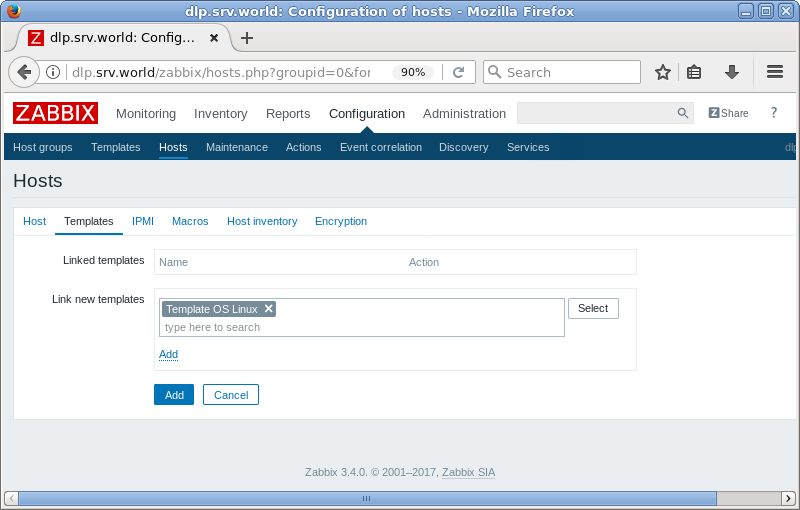 dlp.srv.world: Configuration of hosts - Mozilla Firefox
Z dlp.srv.world: Config... × +
dlp.srv.world/zabbix/hosts.php?groupid=0&for 90% Search
ZABBIX Monitoring Inventory Reports Configuration Administration Z Share ?
Host groups Templates Hosts Maintenance Actions Event correlation Discovery Services dlp
Hosts
Host Templates IPMI Macros Host inventory Encryption
Linked templates Name Action
Link new templates Template OS Linux × Select
type here to search
Add
Add Cancel
Zabbix 3.4.0. © 2001–2017, Zabbix SIA